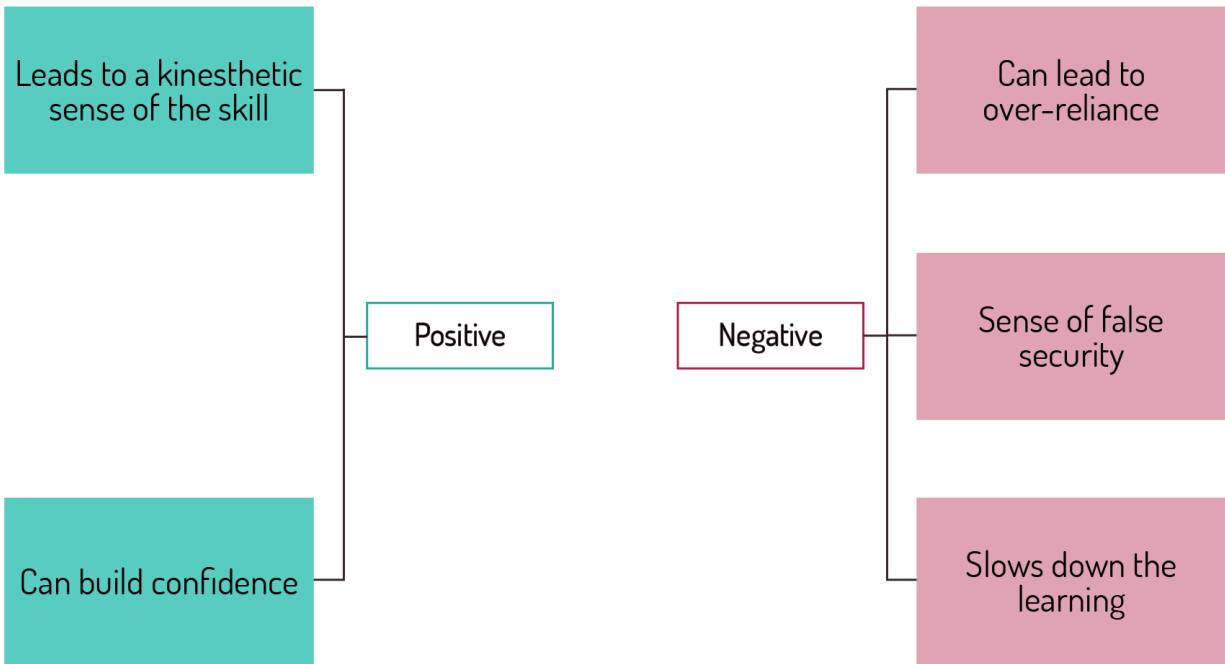 Leads to a kinesthetic
sense of the skill
Can build confidence
Positive
Negative
Can lead to
over-reliance
Sense of false
security
Slows down the
learning